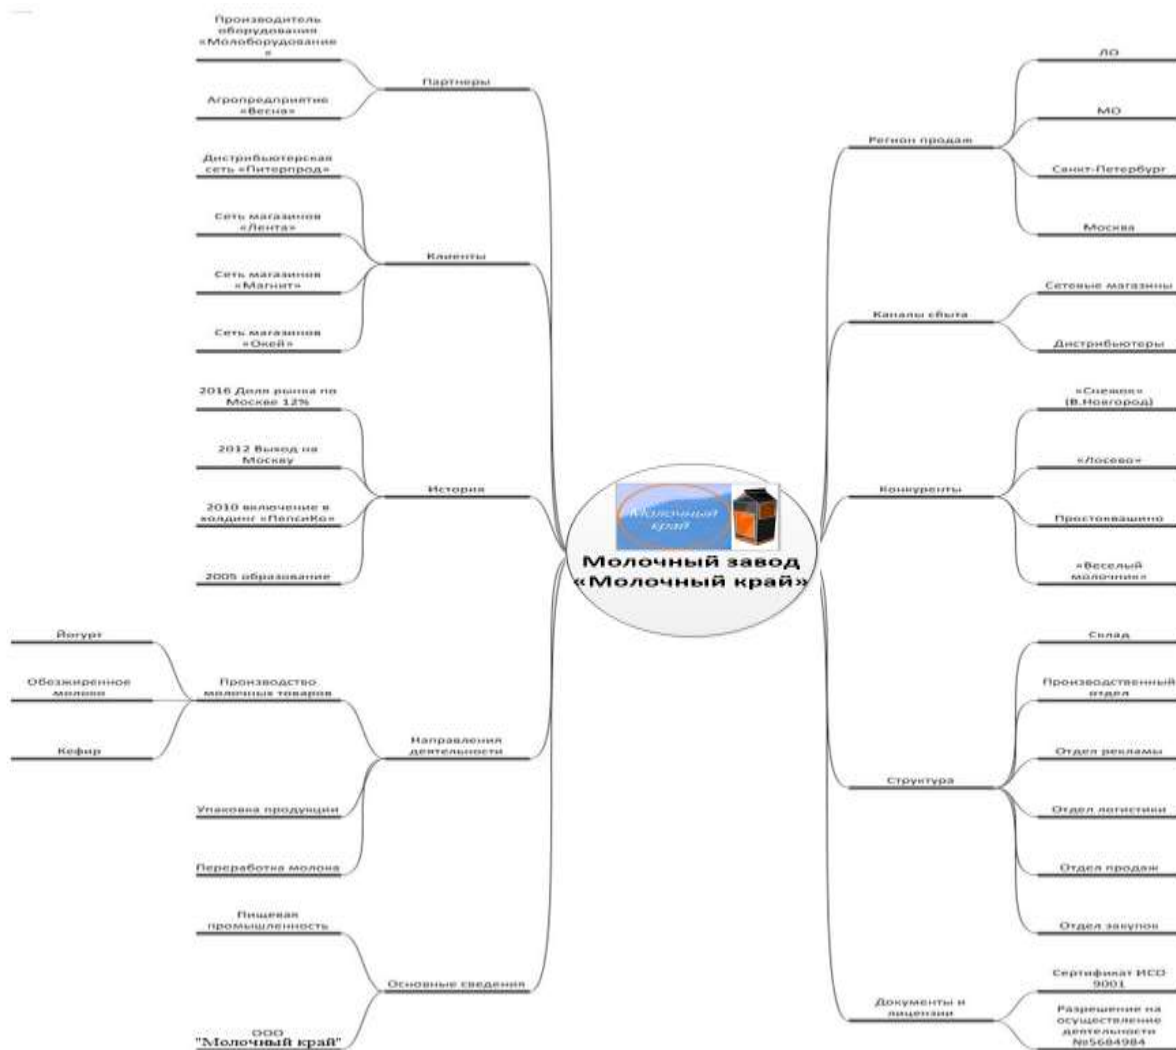 Производитель
оборудования
«Молоборудование
«
Агропредприятие
«Весна»
Партнеры
Дистрибьютерская
сеть «Питерпрод»
Сеть магазинов
«Лента»
Сеть магазинов
«Магнит»
Сеть магазинов
«Окей»
Клиенты
2016 Доля рынка по
Москве 12%
2012 Выход на
Москву
2010 включение в
холдинг «ПепсиКо»
2005 образование
История
Йогурт
Обезжиренное
молоко
Кефир
Производство
молочных товаров
Упаковка продукции
Переработка молока
Направления
деятельности
Пищевая
промышленность
ООО
"Молочный край"
Основные сведения
Молочный
край
Молочный завод
«Молочный край»
Регион продаж
ЛО
МО
Санкт-Петербург
Москва
Каналы сбыта
Сетевые магазины
Дистрибьютеры
Конкуренты
«Снежок»
(В.Новгород)
«Лосево»
Простоквашино
«Веселый
молочник»
Структура
Склад
Производственный
отдел
Отдел рекламы
Отдел логистики
Отдел продаж
Отдел закупок
Документы и
лицензии
Сертификат ИСО
9001
Разрешение на
осуществление
деятельности
№5684984